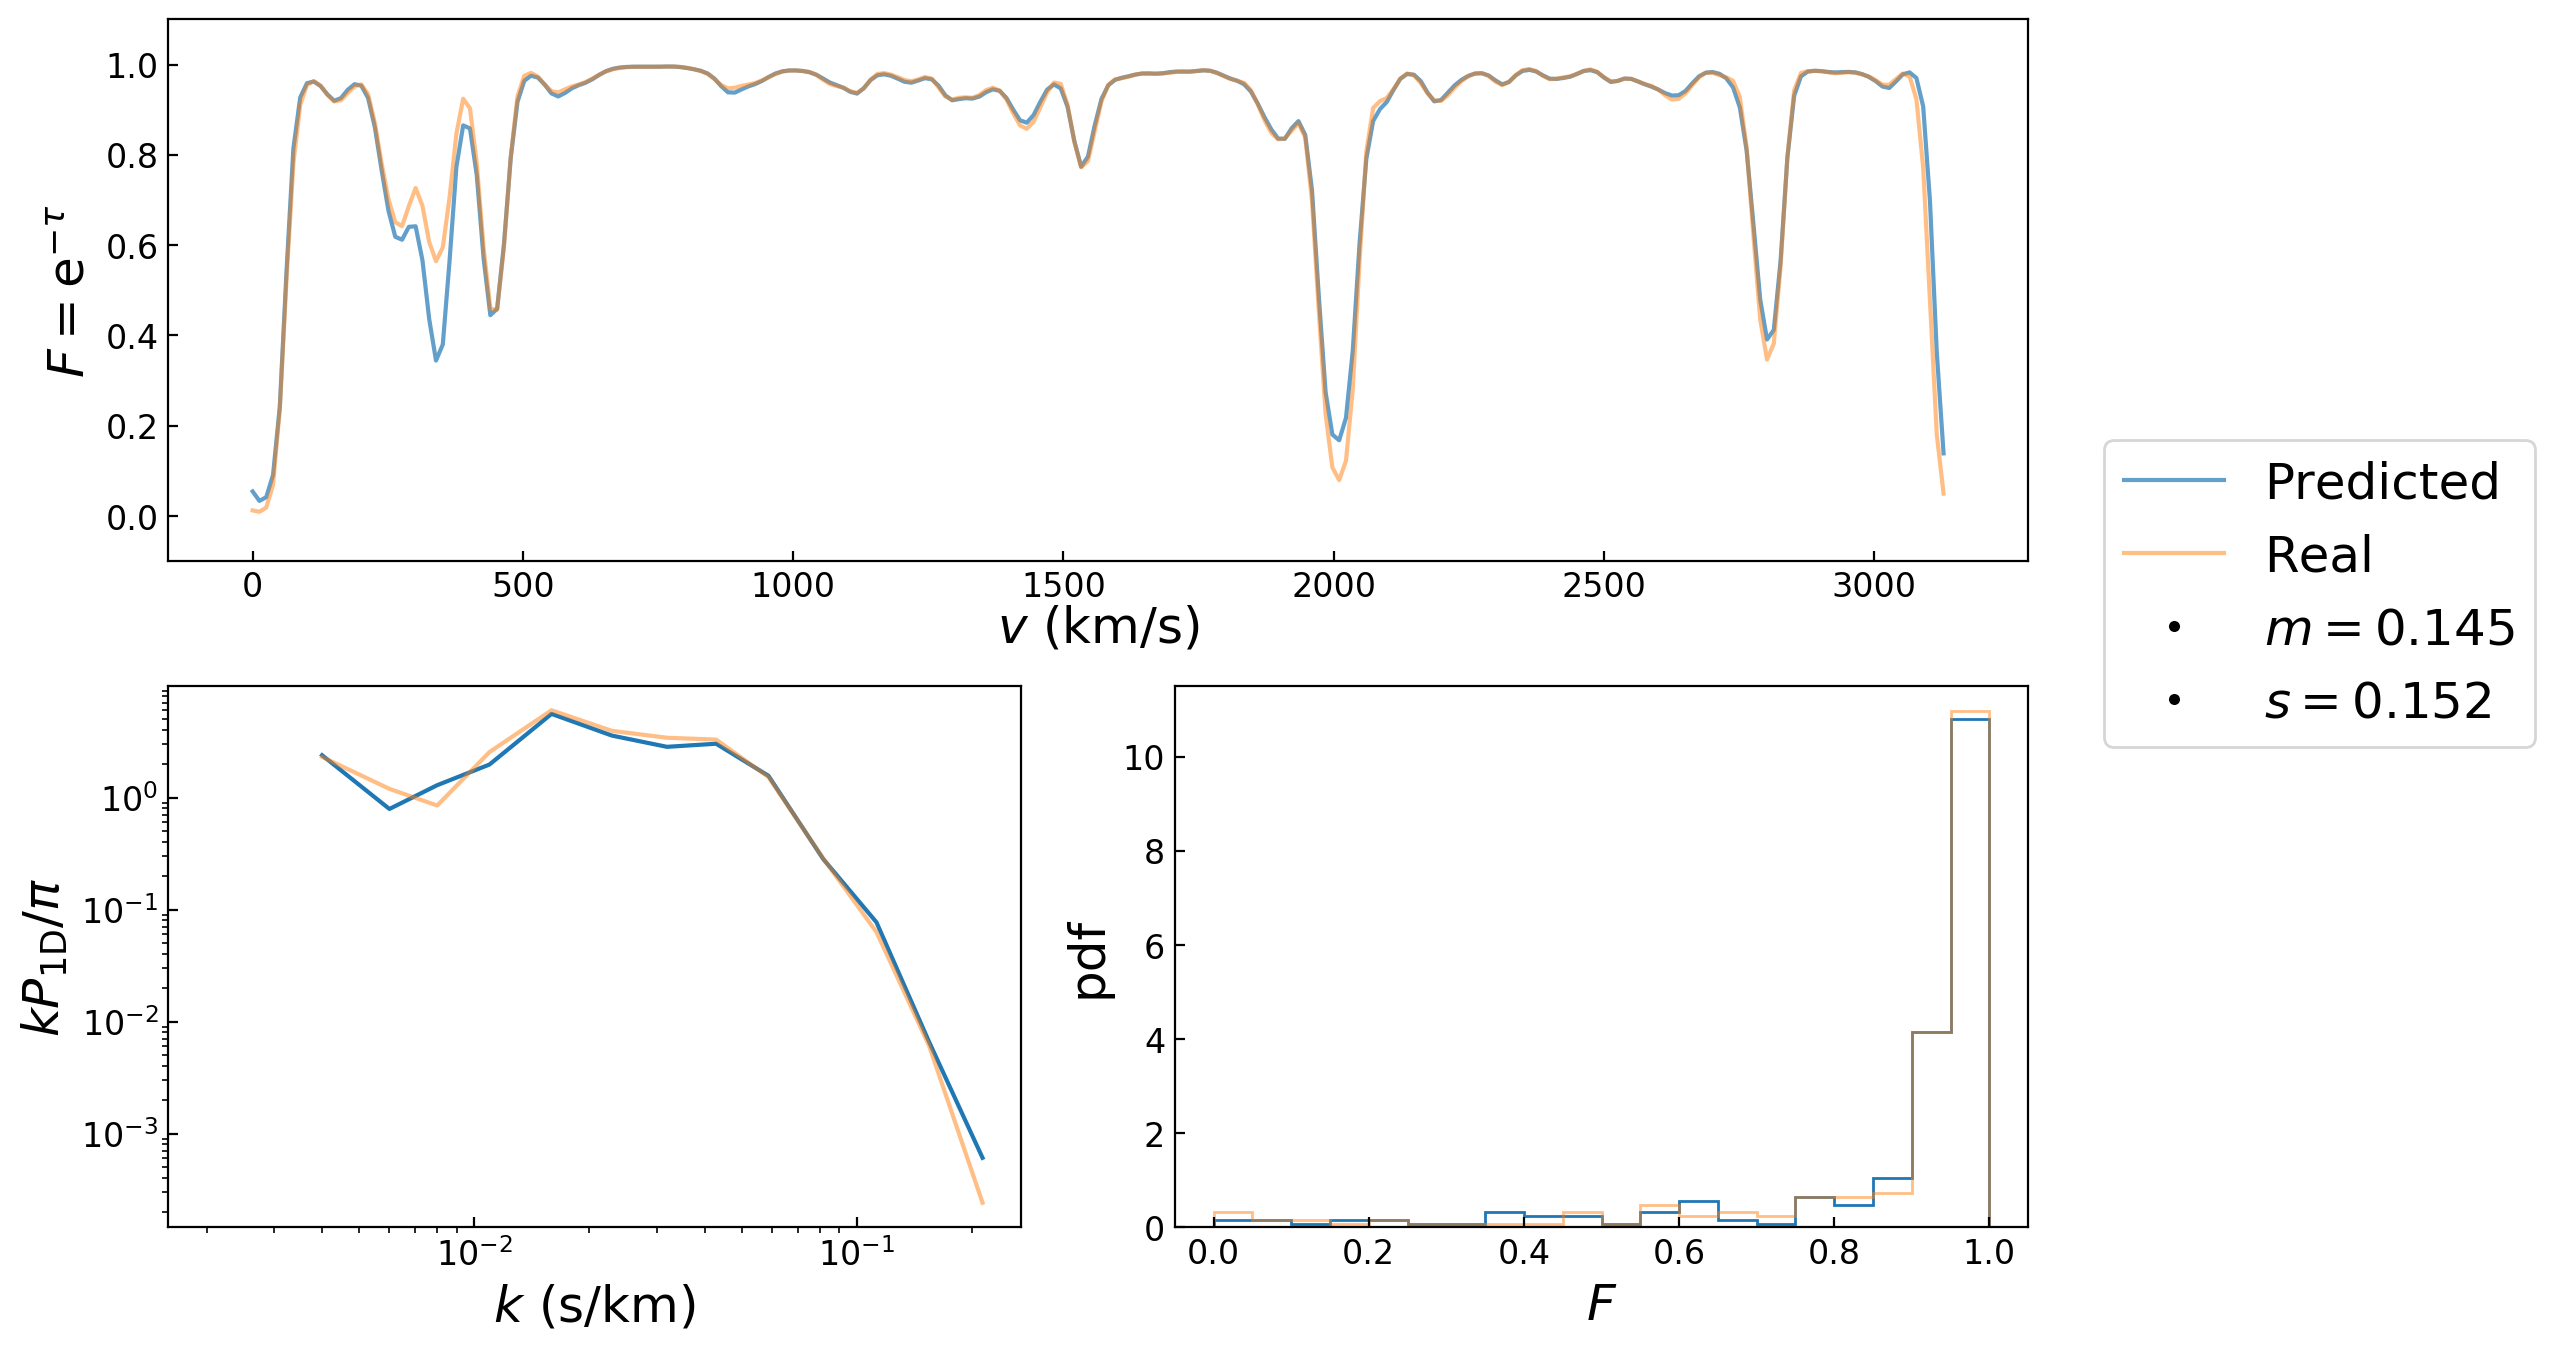 1.0
0.8
0.6
0.4
0.2
0.0
F = e^{−τ}
0 500 1000 1500 2000 2500 3000
v (km/s)
Predicted
Real
m = 0.145
s = 0.152
10^0
10^{−1}
10^{−2}
10^{−3}
kP_{1D}/π
10^{−2} 10^{−1}
k (s/km)
10
8
6
4
2
0
pdf
0.0 0.2 0.4 0.6 0.8 1.0
F